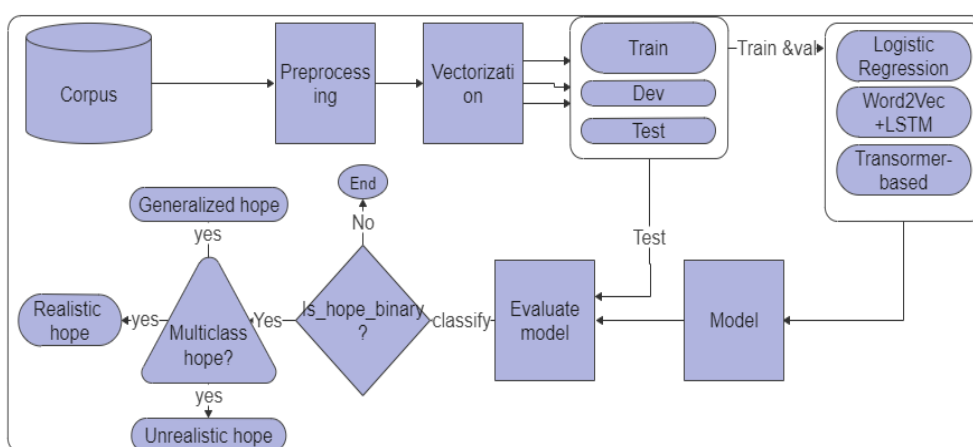 Corpus
Preprocess
ing
Vectorizati
on
Train
Dev
Test
Train &val
Logistic
Regression
Word2Vec
+LSTM
Transormer-
based
Test
Model
Evaluate
model
classify
Is_hope_binary
?
No
End
Yes
Multiclass
hope?
yes
Generalized hope
yes
Realistic
hope
yes
Unrealistic hope